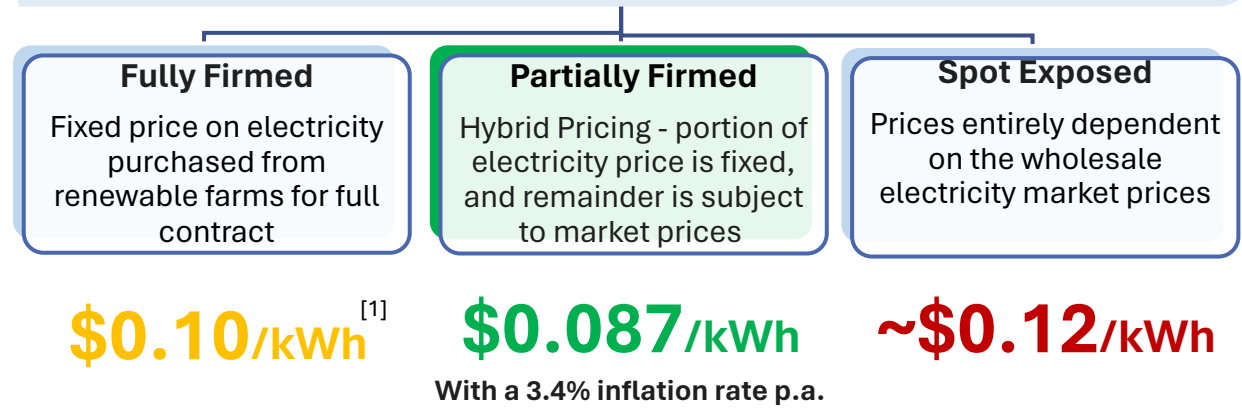 Fully Firmed
Fixed price on electricity
purchased from
renewable farms for full
contract
$0.10/kWh[1]
Partially Firmed
Hybrid Pricing - portion of
electricity price is fixed,
and remainder is subject
to market prices
$0.087/kWh
With a 3.4% inflation rate p.a.
Spot Exposed
Prices entirely dependent
on the wholesale
electricity market prices
~$0.12/kWh